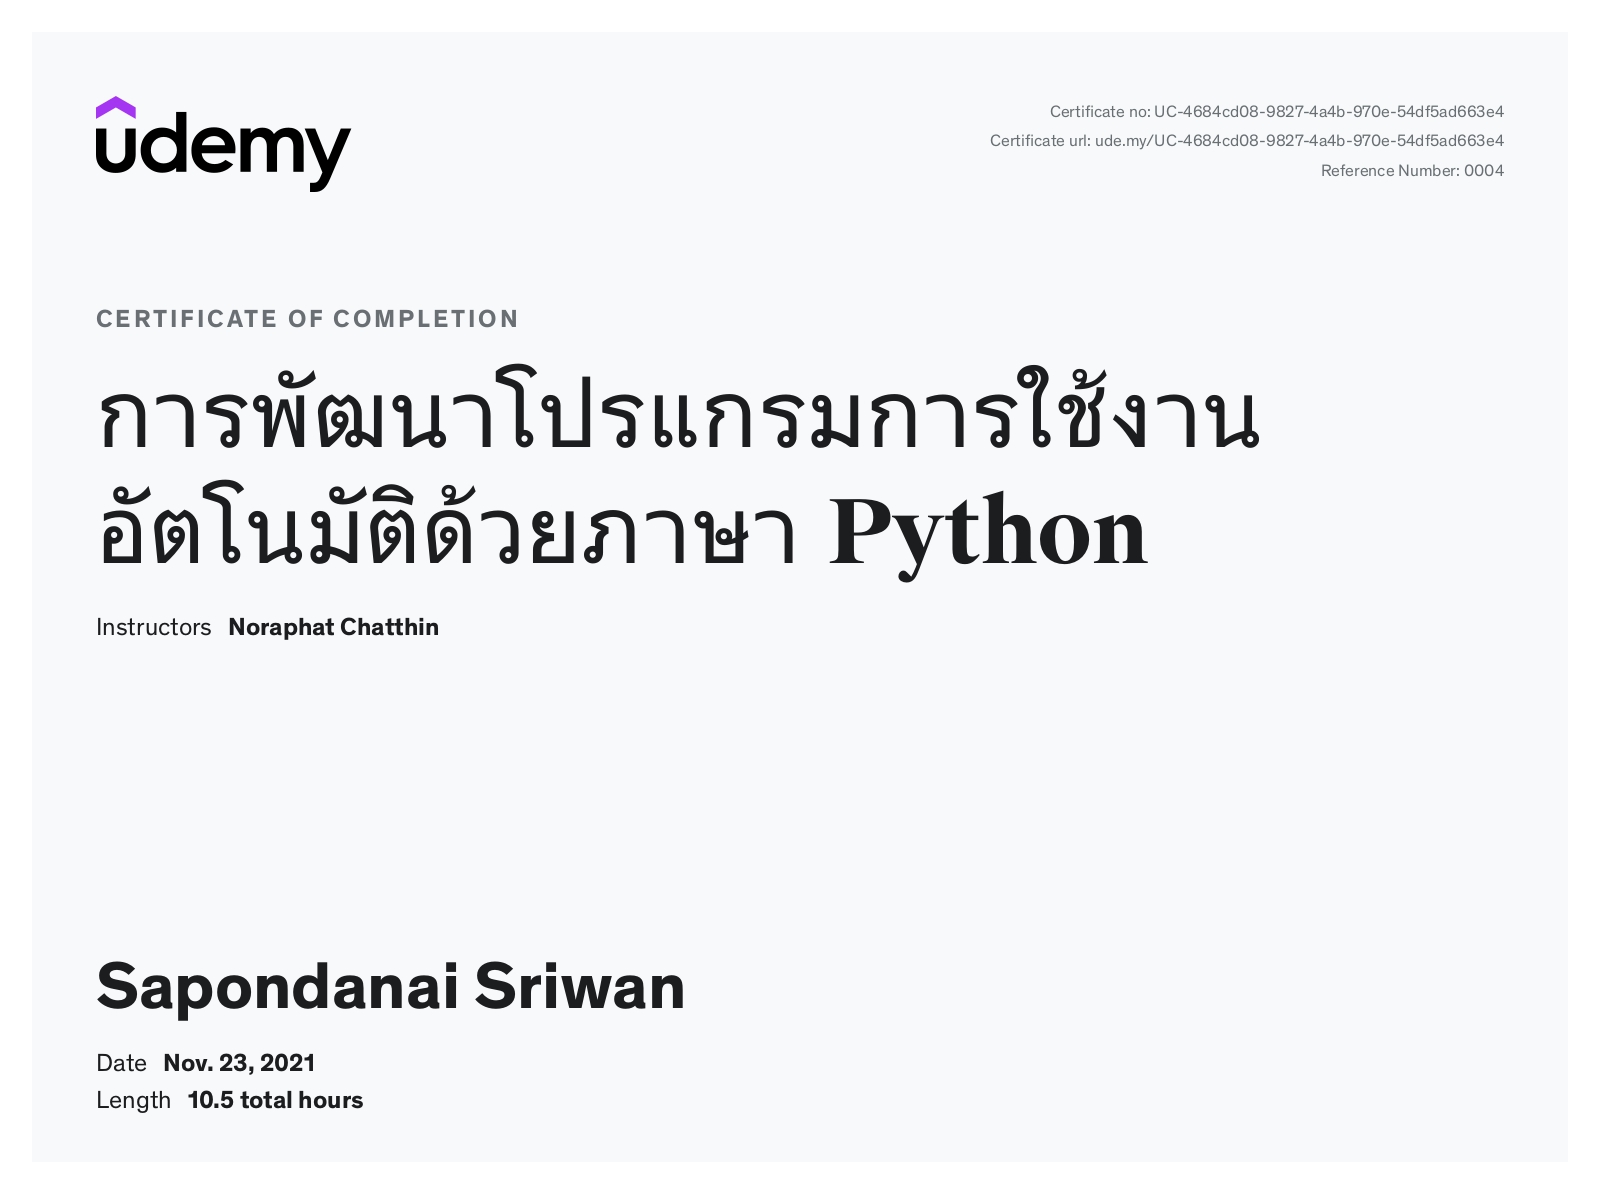 udemy
Certificate no: UC-4684cd08-9827-4a4b-970e-54df5ad663e4
Certificate url: ude.my/UC-4684cd08-9827-4a4b-970e-54df5ad663e4
Reference Number: 0004
CERTIFICATE OF COMPLETION
การพัฒนาโปรแกรมการใช้งาน
อัตโนมัติด้วยภาษา Python
Instructors Noraphat Chatthin
Sapondanai Sriwan
Date Nov. 23, 2021
Length 10.5 total hours